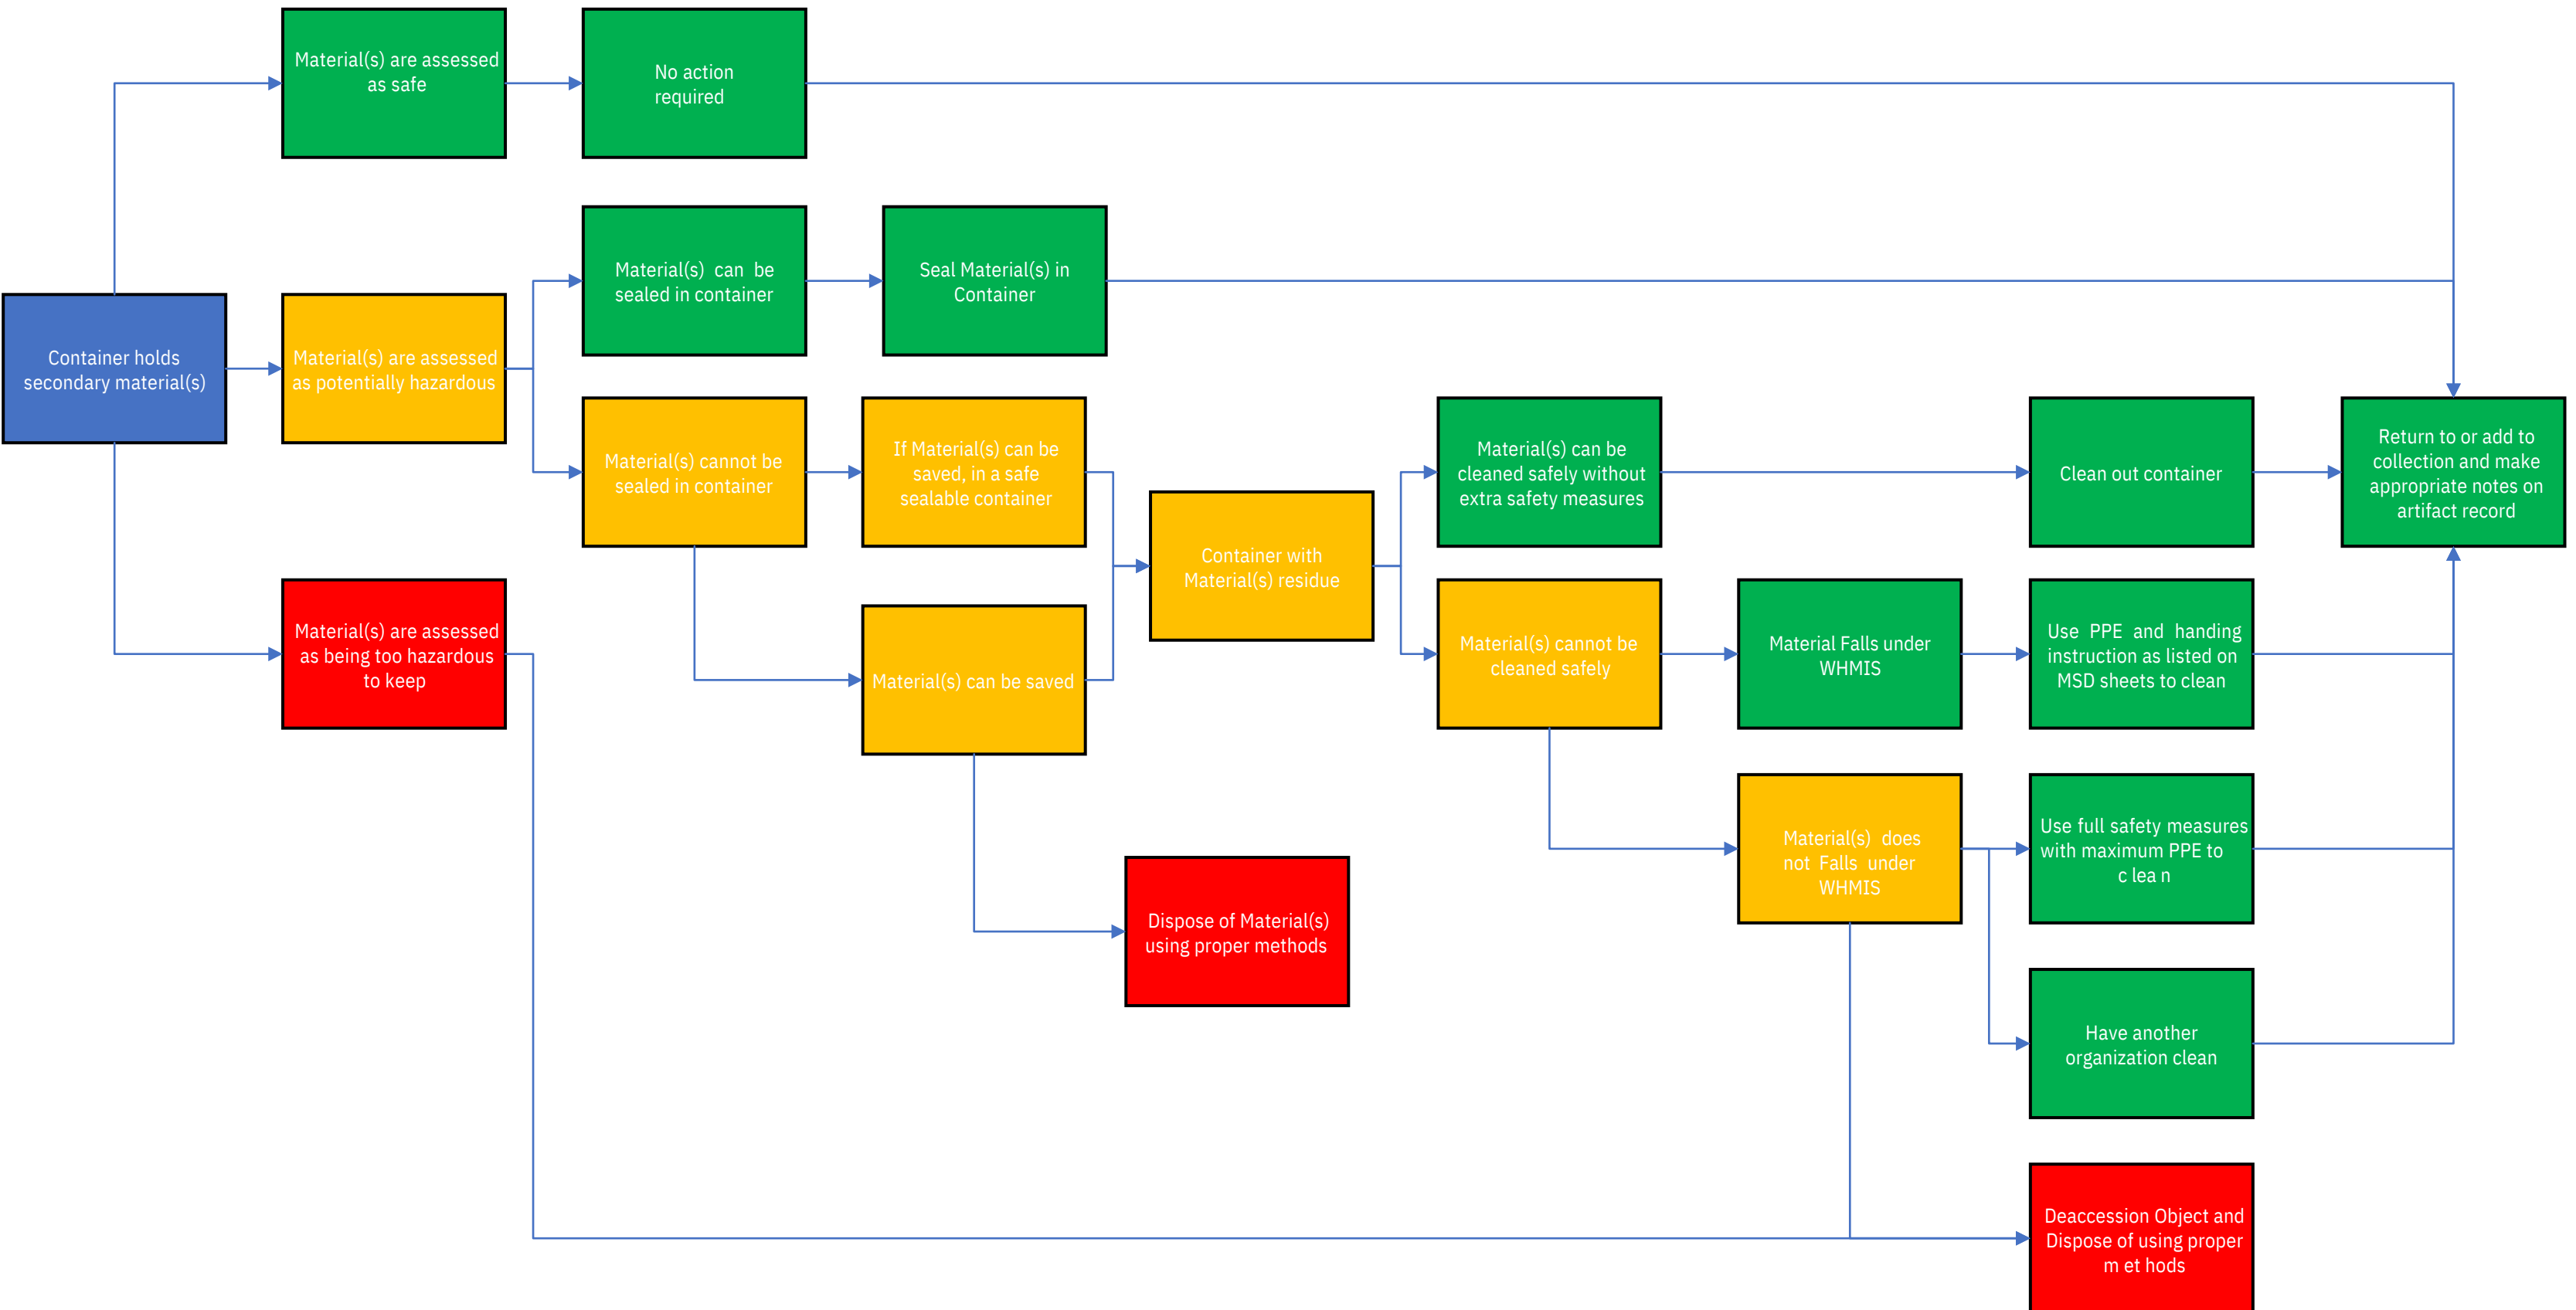 Material(s) are assessed
as safe
No action
required
Material(s) can be
sealed in container
Seal Material(s) in
Container
Container holds
secondary material(s)
Material(s) are assessed
as potentially hazardous
Material(s) cannot be
sealed in container
If Material(s) can be
saved, in a safe
sealable container
Container with
Material(s) residue
Material(s) can be
cleaned safely without
extra safety measures
Clean out container
Return to or add to
collection and make
appropriate notes on
artifact record
Material(s) are assessed
as being too hazardous
to keep
Material(s) can be saved
Material(s) cannot be
cleaned safely
Material Falls under
WHMIS
Use PPE and handing
instruction as listed on
MSD sheets to clean
Dispose of Material(s)
using proper methods
Material(s) does
not Falls under
WHMIS
Use full safety measures
with maximum PPE to
c lea n
Have another
organization clean
Deaccession Object and
Dispose of using proper
m et hods